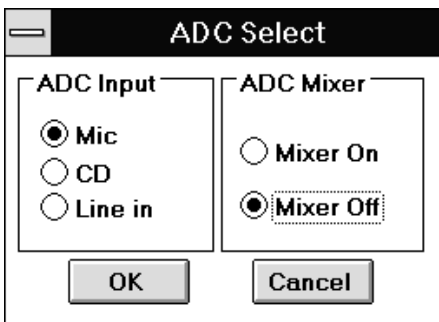 ADC Select
ADC Input
Mic
CD
Line in
ADC Mixer
Mixer On
Mixer Off
OK
Cancel